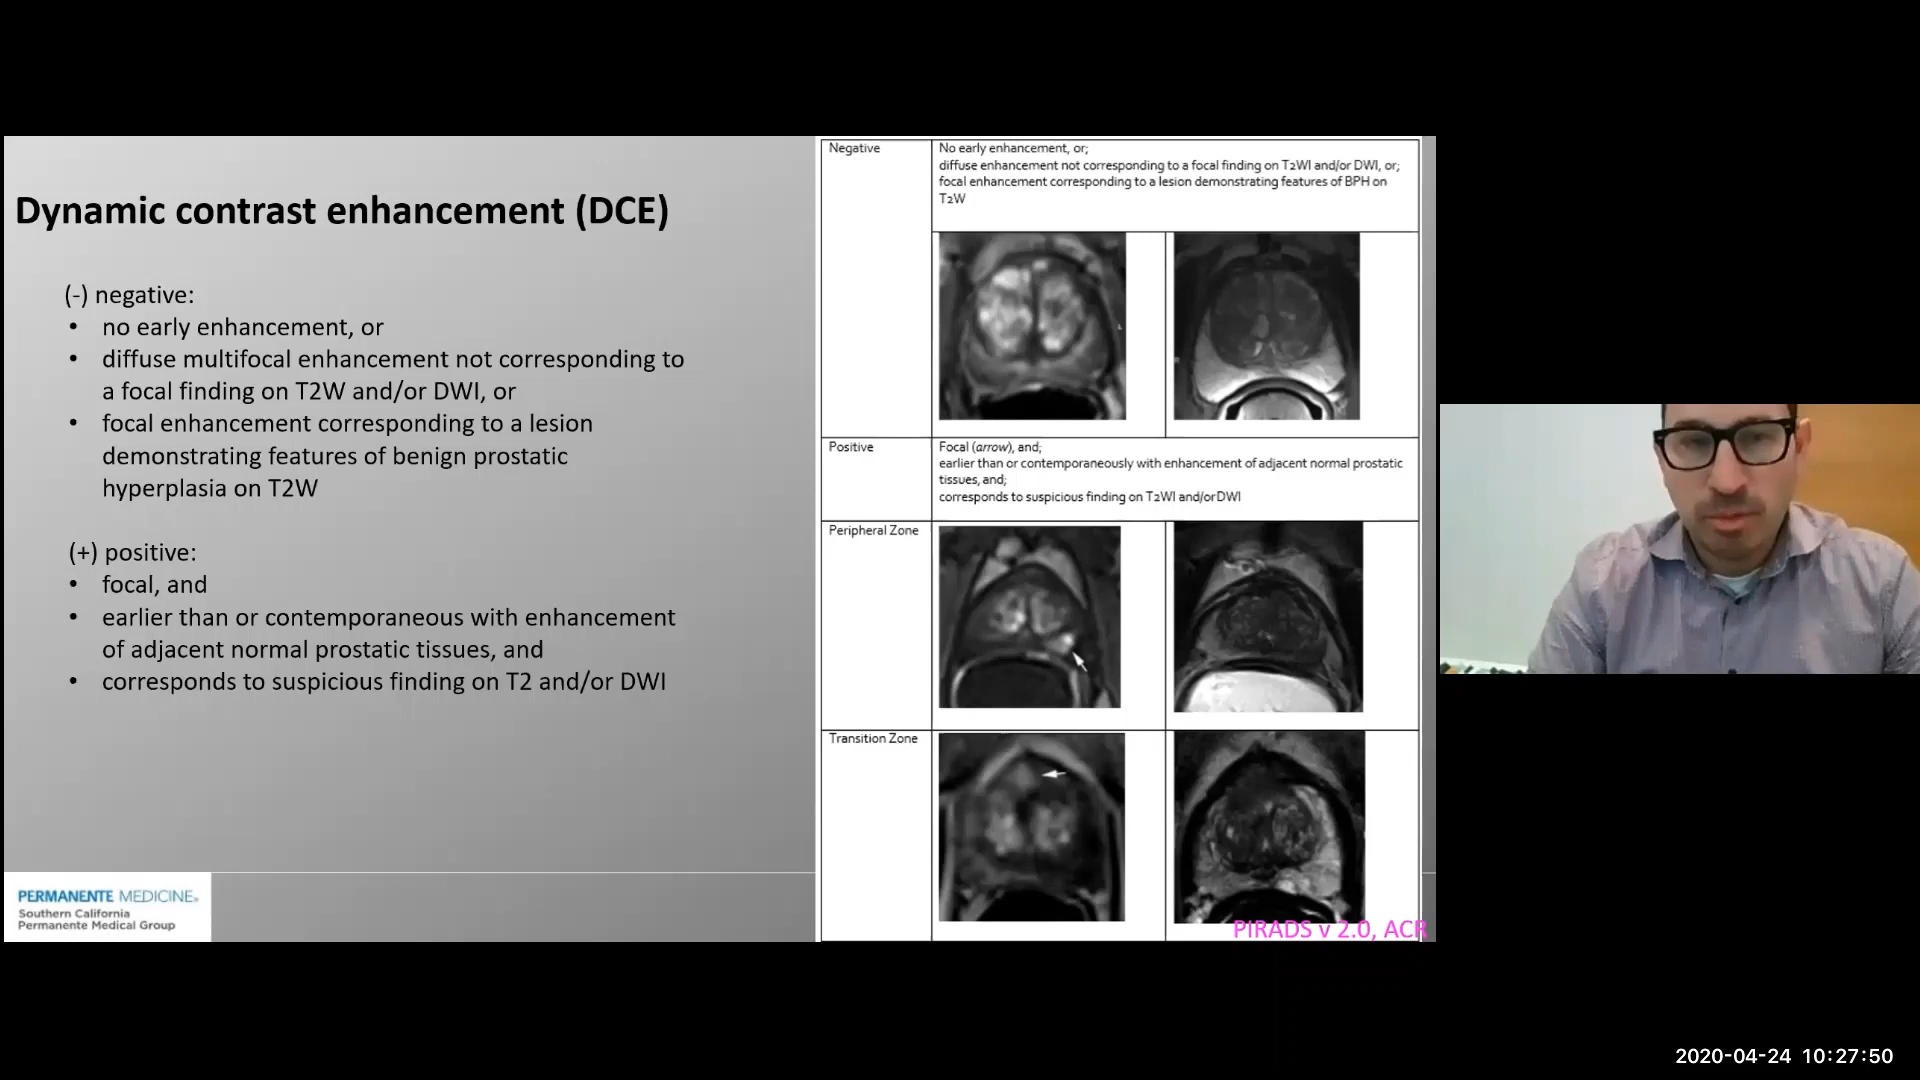 Dynamic contrast enhancement (DCE)
(-) negative:
• no early enhancement, or
• diffuse multifocal enhancement not corresponding to
a focal finding on T2W and/or DWI, or
• focal enhancement corresponding to a lesion
demonstrating features of benign prostatic
hyperplasia on T2W
(+) positive:
• focal, and
• earlier than or contemporaneous with enhancement
of adjacent normal prostatic tissues, and
• corresponds to suspicious finding on T2 and/or DWI
PERMANENTE MEDICINE®
Southern California
Permanente Medical Group
Negative
No early enhancement, or;
diffuse enhancement not corresponding to a focal finding on T2WI and/or DWI, or;
focal enhancement corresponding to a lesion demonstrating features of BPH on
T2W
Positive
Focal (arrow), and;
earlier than or contemporaneously with enhancement of adjacent normal prostatic
tissues, and;
corresponds to suspicious finding on T2WI and/or DWI
Peripheral Zone
Transition Zone
PIRADS v 2.0, ACR
2020-04-24 10:27:50